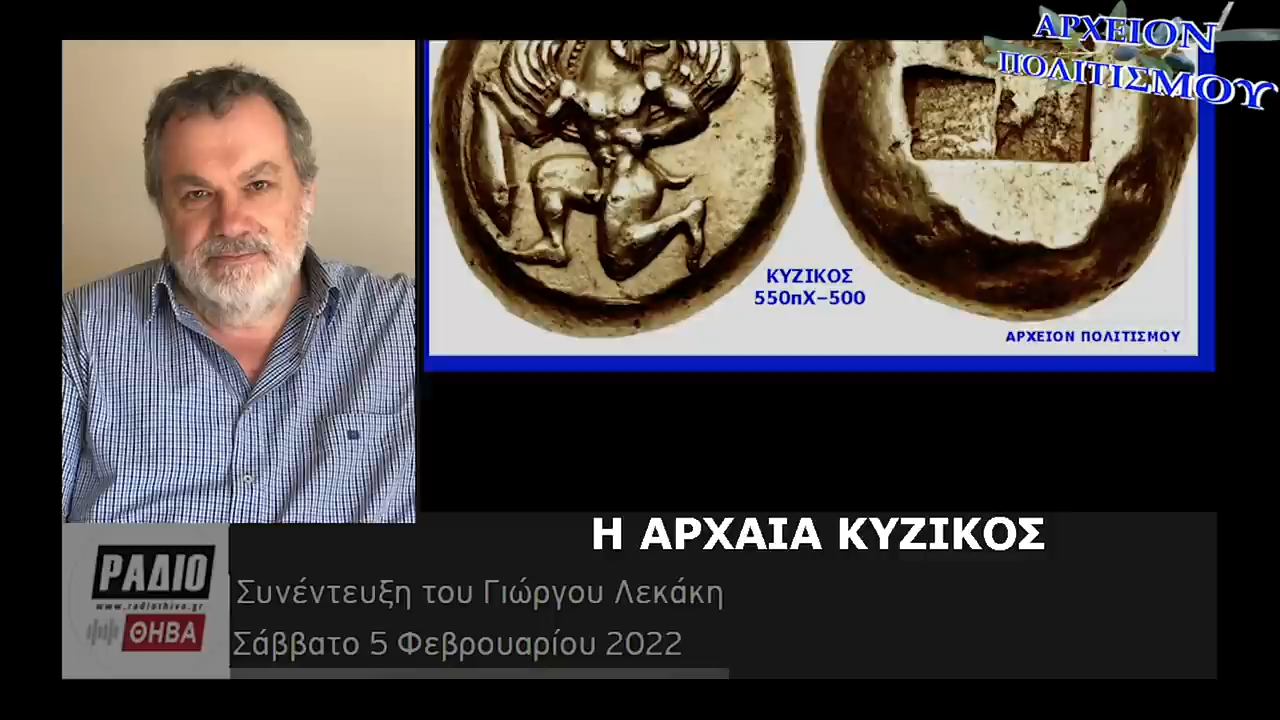 ΑΡΧΕΙΟΝ
ΠΟΛΙΤΙΣΜΟΥ
ΚΥΖΙΚΟΣ
550πΧ–500
ΑΡΧΕΙΟΝ ΠΟΛΙΤΙΣΜΟΥ
Η ΑΡΧΑΙΑ ΚΥΖΙΚΟΣ
ΡΑΔΙΟ
www.radiothiva.gr
ΘΗΒΑ
Συνέντευξη του Γιώργου Λεκάκη
Σάββατο 5 Φεβρουαρίου 2022